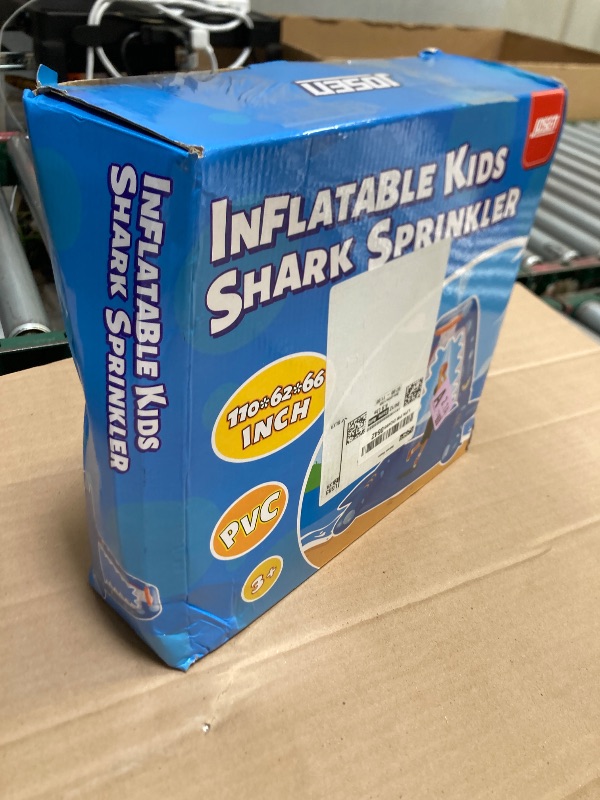 JOSEN
JOSEN
INFLATABLE KIDS
SHARK SPRINKLER
INFLATABLE KIDS
SHARK SPRINKLER
110*62*66
INCH
PVC
3+